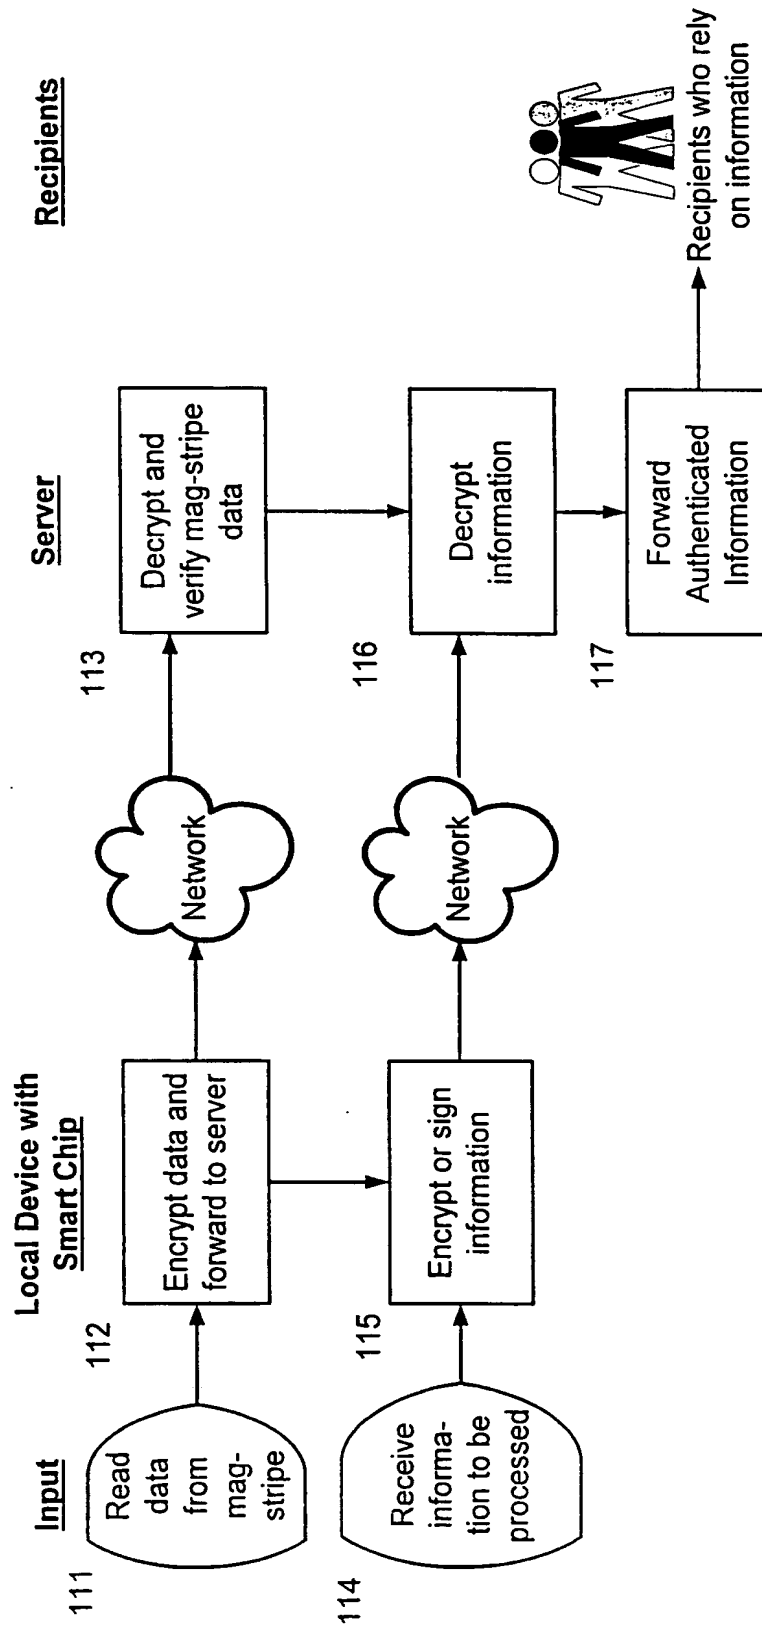 Input
Local Device with
Smart Chip
Server
Recipients
111
Read
data
from
mag-
stripe
112
Encrypt data and
forward to server
Network
113
Decrypt and
verify mag-stripe
data
114
Receive
informa-
tion to be
processed
115
Encrypt or sign
information
Network
116
Decrypt
information
117
Forward
Authenticated
Information
Recipients who rely
on information